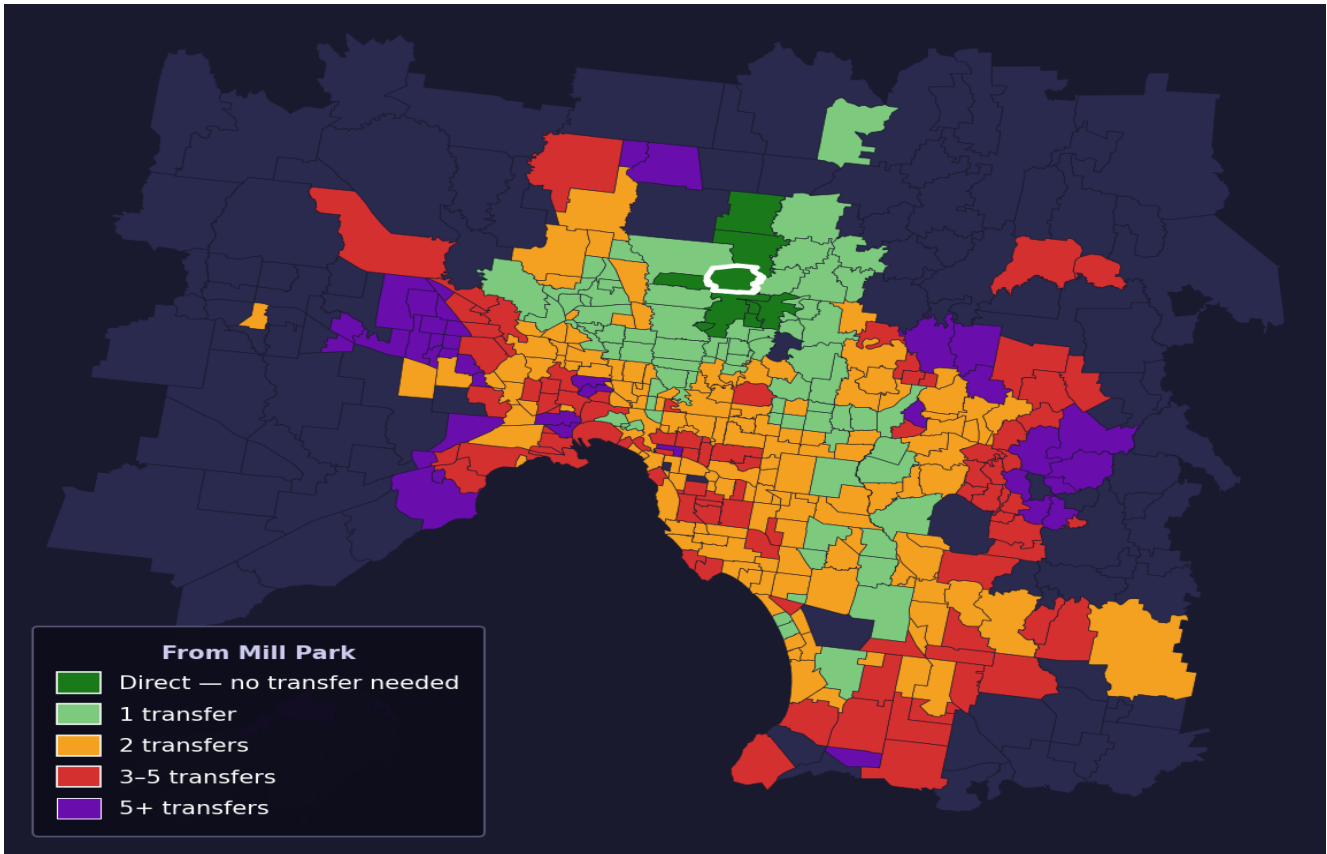 From Mill Park
Direct — no transfer needed
1 transfer
2 transfers
3–5 transfers
5+ transfers